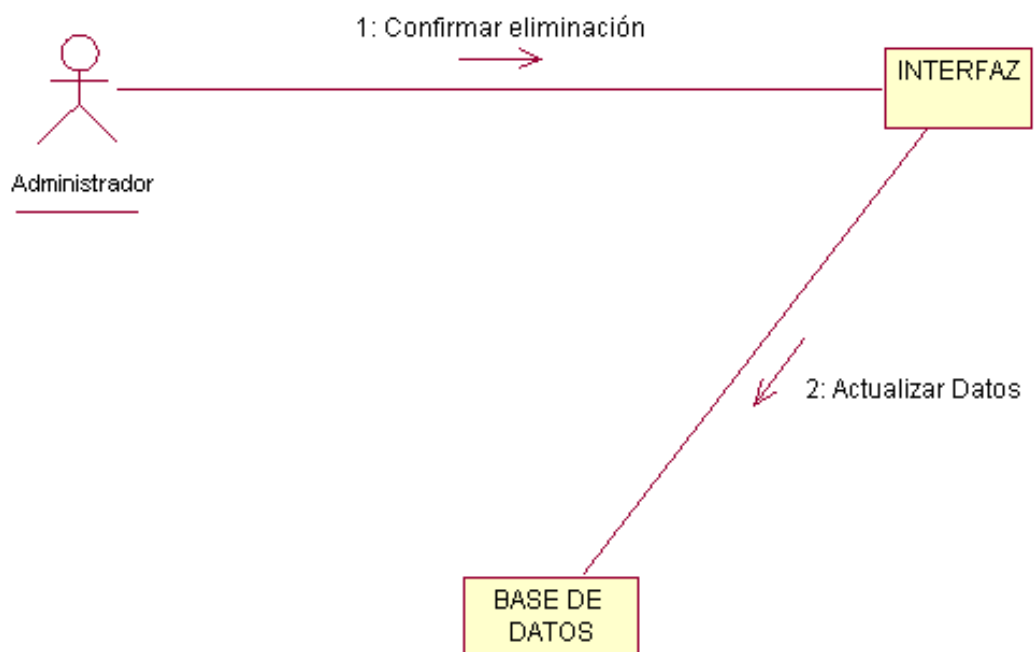 1: Confirmar eliminación
INTERFAZ
Administrador
2: Actualizar Datos
BASE DE
DATOS